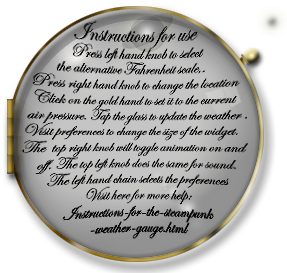 Instructions for use
Press left hand knob to select
the alternative Fahrenheit scale..
Press right hand knob to change the location
Click on the gold hand to set it to the current
air pressure. Tap the glass to update the weather .
Visit preferences to change the size of the widget.
The top right knob will toggle animation on and
off. The top left knob does the same for sound.
The left hand chain selects the preferences
Visit here for more help:
Instructions-for-the-steampunk
-weather-gauge.html